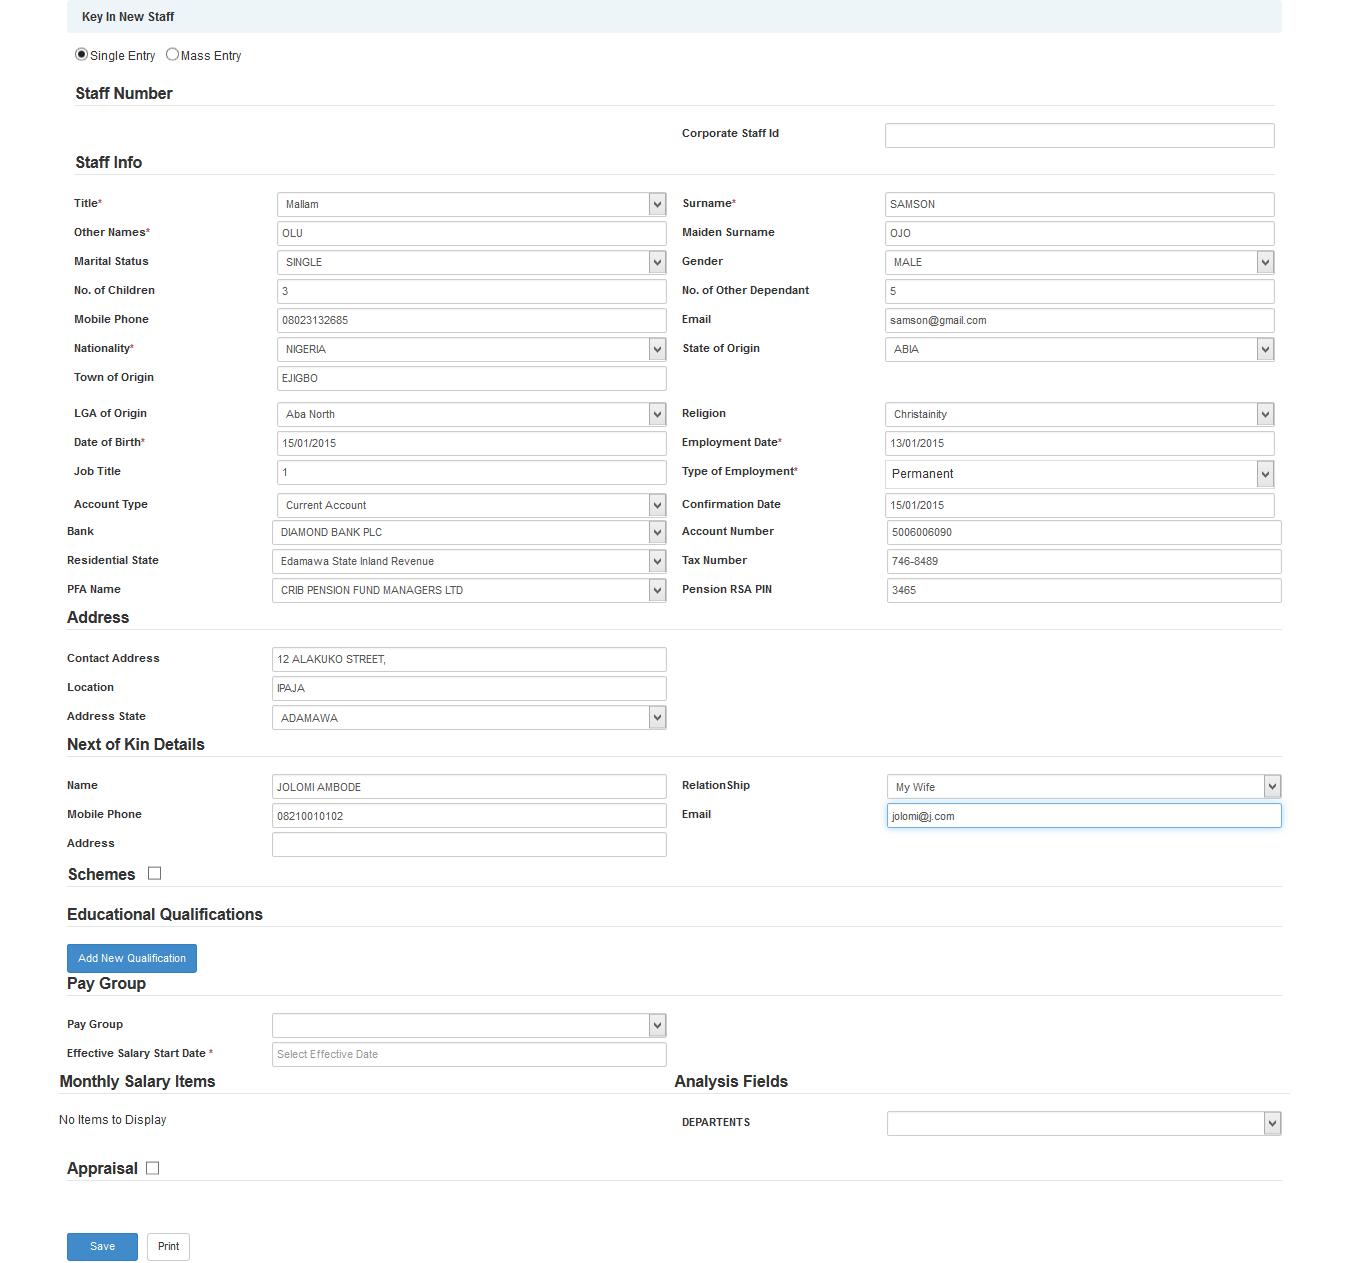 Key In New Staff
Single Entry Mass Entry
Staff Number
Corporate Staff Id
Staff Info
Title* Mallam Surname* SAMSON
Other Names* OLU Maiden Surname OJO
Marital Status SINGLE Gender MALE
No. of Children 3 No. of Other Dependant 5
Mobile Phone 08023132685 Email samson@gmail.com
Nationality* NIGERIA State of Origin ABIA
Town of Origin EJIGBO
LGA of Origin Aba North Religion Christainity
Date of Birth* 15/01/2015 Employment Date* 13/01/2015
Job Title 1 Type of Employment* Permanent
Account Type Current Account Confirmation Date 15/01/2015
Bank DIAMOND BANK PLC Account Number 5006006090
Residential State Edamawa State Inland Revenue Tax Number 746-8489
PFA Name CRIB PENSION FUND MANAGERS LTD Pension RSA PIN 3465
Address
Contact Address 12 ALAKUKO STREET,
Location IPAJA
Address State ADAMAWA
Next of Kin Details
Name JOLOMI AMBODE RelationShip My Wife
Mobile Phone 08210010102 Email jolomi@j.com
Address
Schemes
Educational Qualifications
Add New Qualification
Pay Group
Pay Group
Effective Salary Start Date * Select Effective Date
Monthly Salary Items Analysis Fields
No Items to Display DEPARTENTS
Appraisal
Save Print